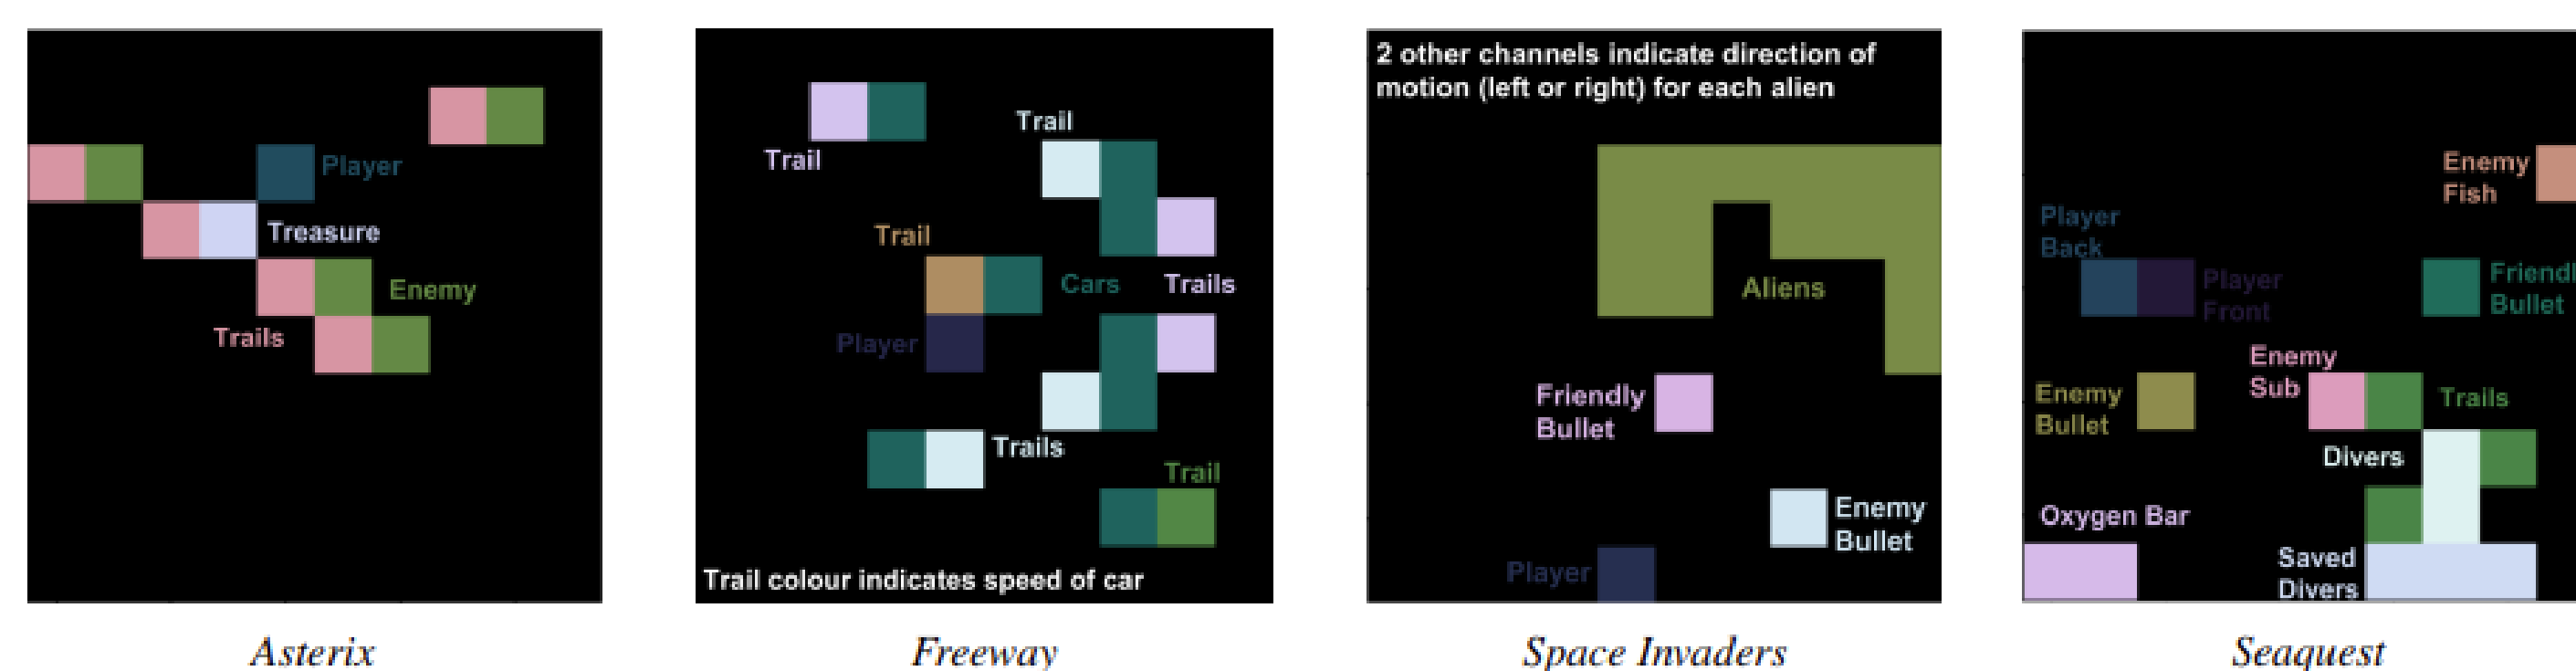 Player
Treasure
Enemy
Trails
Asterix
Trail
Trail
Trail
Cars
Trails
Player
Trails
Trail
Trail colour indicates speed of car
Freeway
2 other channels indicate direction of
motion (left or right) for each alien
Aliens
Friendly
Bullet
Enemy
Bullet
Player
Space Invaders
Enemy
Fish
Player
Back
Player
Front
Friendl
Bullet
Enemy
Sub
Enemy
Bullet
Trails
Divers
Oxygen Bar
Saved
Divers
Seaquest